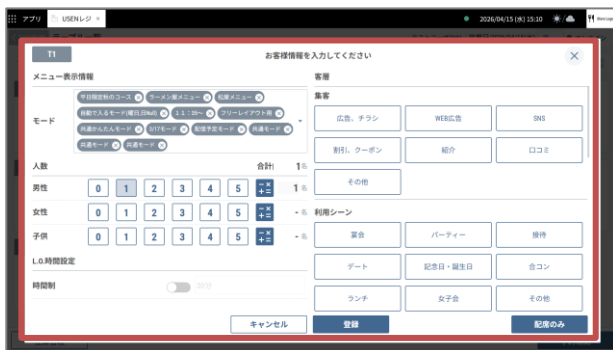 アプリ USENレジ 2026/04/15(水) 15:10
T1 お客様情報を入力してください
メニュー表示情報
モード
平日限定秋のコース ラーメン屋メニュー 和食メニュー
自動で入るモード(曜日,日Null) １１：30～ フリーレイアウト用
共通かんたんモード 3/17モード 配信予定モード 共通モード
共通モード 共通モード
人数 合計: 1名
男性 0 1 2 3 4 5 1名
女性 0 1 2 3 4 5 - 名
子供 0 1 2 3 4 5 - 名
L.O.時間設定
時間制
客層
集客
広告、チラシ WEB広告 SNS
割引、クーポン 紹介 口コミ
その他
利用シーン
宴会 パーティー 接待
デート 記念日・誕生日 合コン
ランチ 女子会 その他
キャンセル 登録 配席のみ